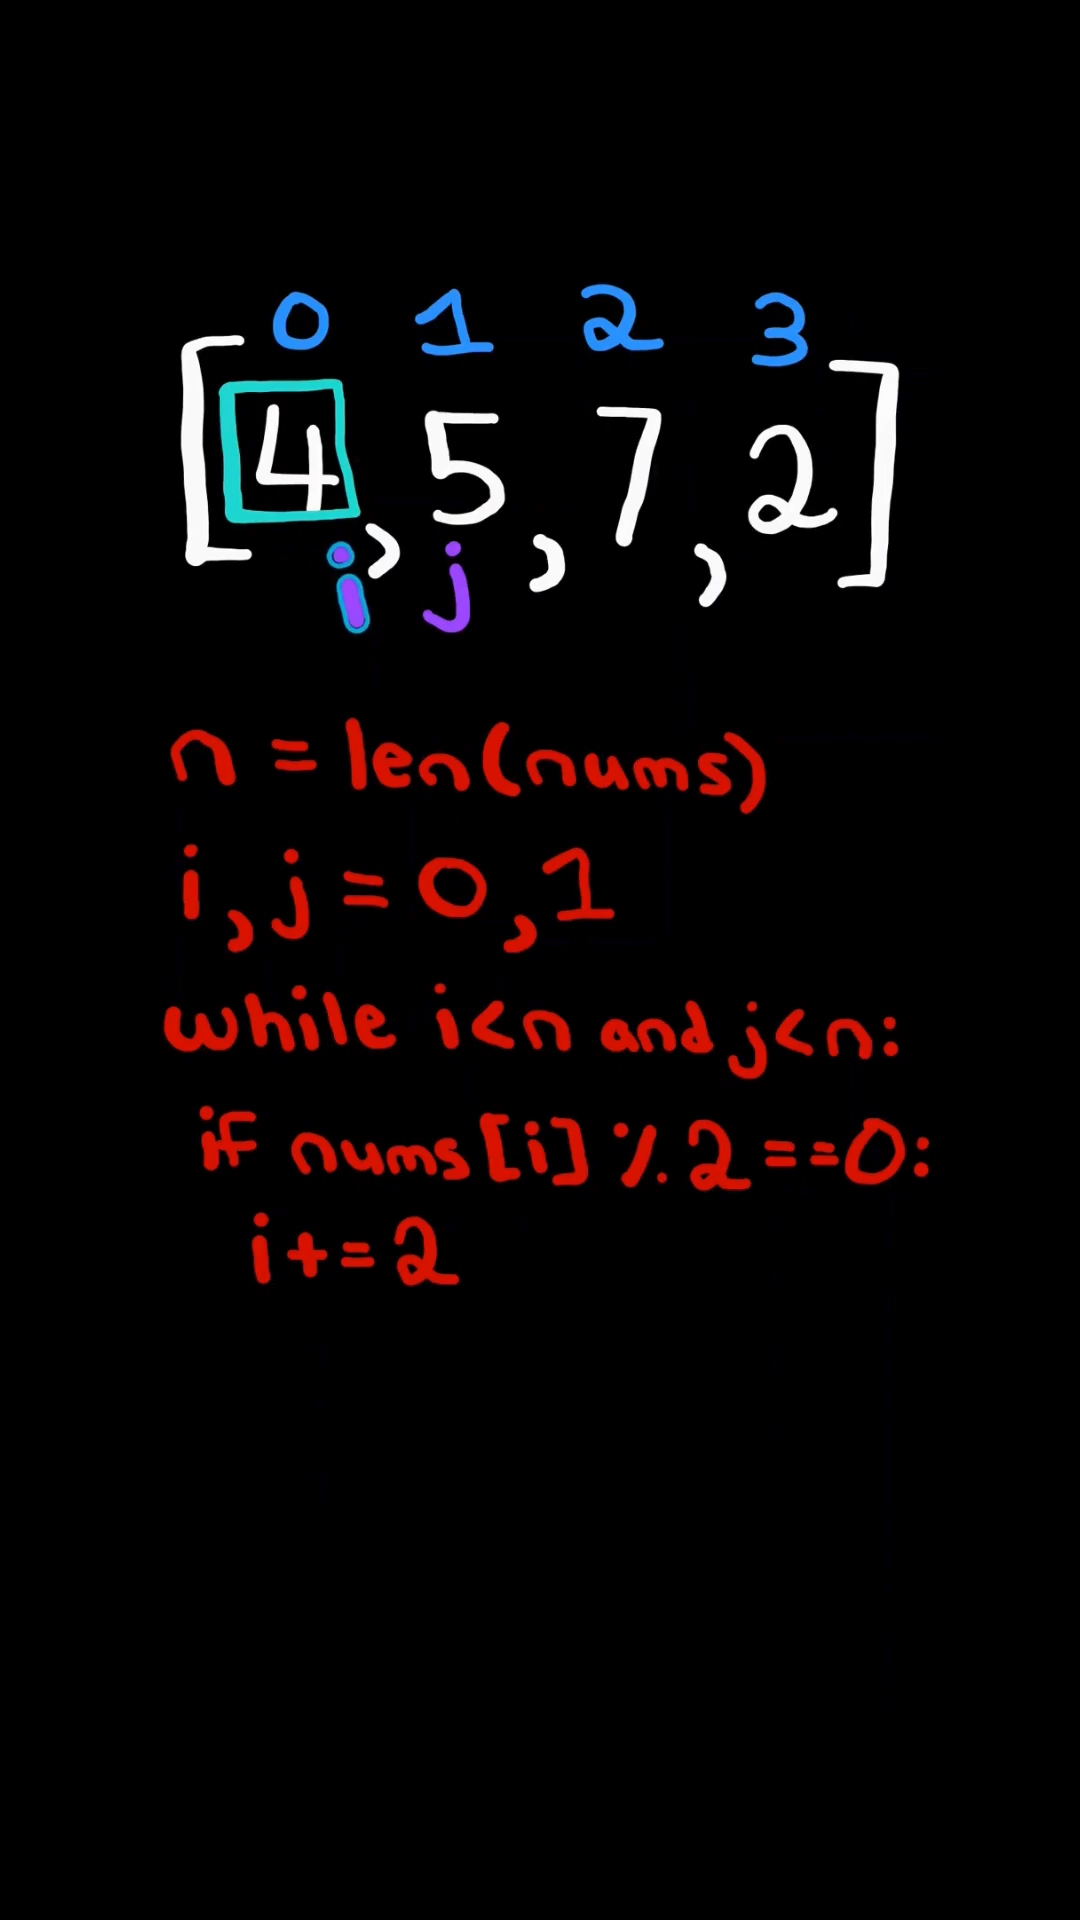 0 1 2 3
[4, 5, 7, 2]
i j
n = len(nums)
i, j = 0, 1
while i<n and j<n:
if nums[i] % 2 == 0:
i += 2